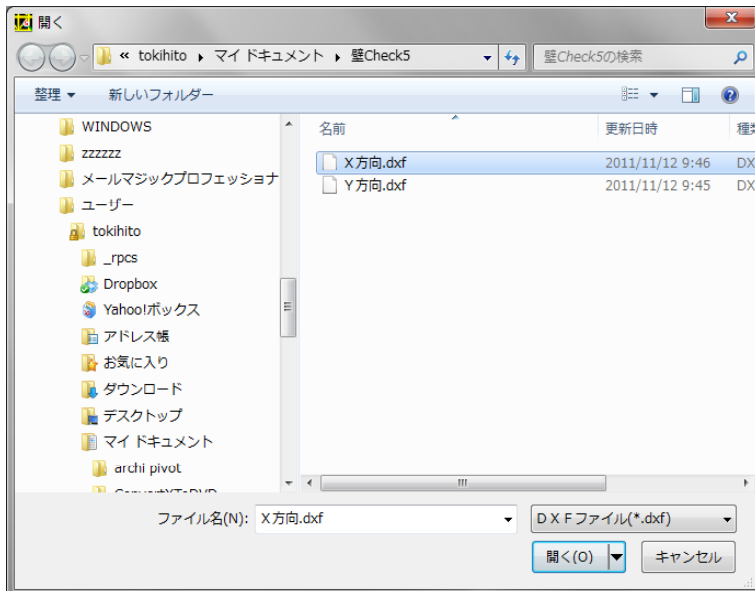 開く
« tokihito ▸ マイ ドキュメント ▸ 壁Check5
壁Check5の検索
整理 ▼ 新しいフォルダー
WINDOWS
zzzzzz
メールマジックプロフェッショナ
ユーザー
tokihito
_rpcs
Dropbox
Yahoo!ボックス
アドレス帳
お気に入り
ダウンロード
デスクトップ
マイ ドキュメント
archi pivot
ConvertXToDVD
名前 更新日時 種類
X方向.dxf 2011/11/12 9:46 DX
Y方向.dxf 2011/11/12 9:45 DX
ファイル名(N): X方向.dxf
ＤＸＦファイル(*.dxf)
開く(O)
キャンセル